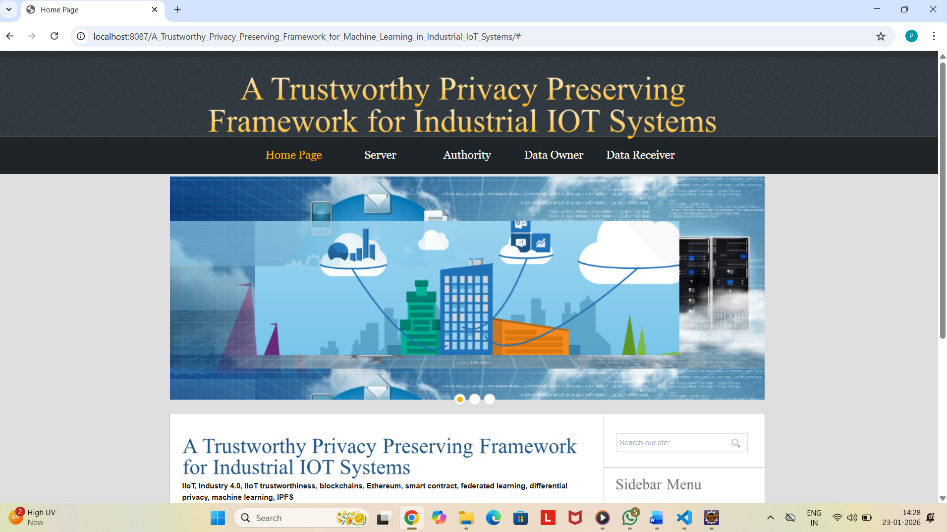 Home Page
localhost:8087/A_Trustworthy_Privacy_Preserving_Framework_for_Machine_Learning_in_Industrial_IoT_Systems/#
P
A Trustworthy Privacy Preserving
Framework for Industrial IOT Systems
Home Page Server Authority Data Owner Data Receiver
A Trustworthy Privacy Preserving Framework
for Industrial IOT Systems
IIoT, Industry 4.0, IIoT trustworthiness, blockchains, Ethereum, smart contract, federated learning, differential
privacy, machine learning, IPFS
Search our site:
Sidebar Menu
2
High UV
Now
Search
5
ENG
IN
14:28
23-01-2026